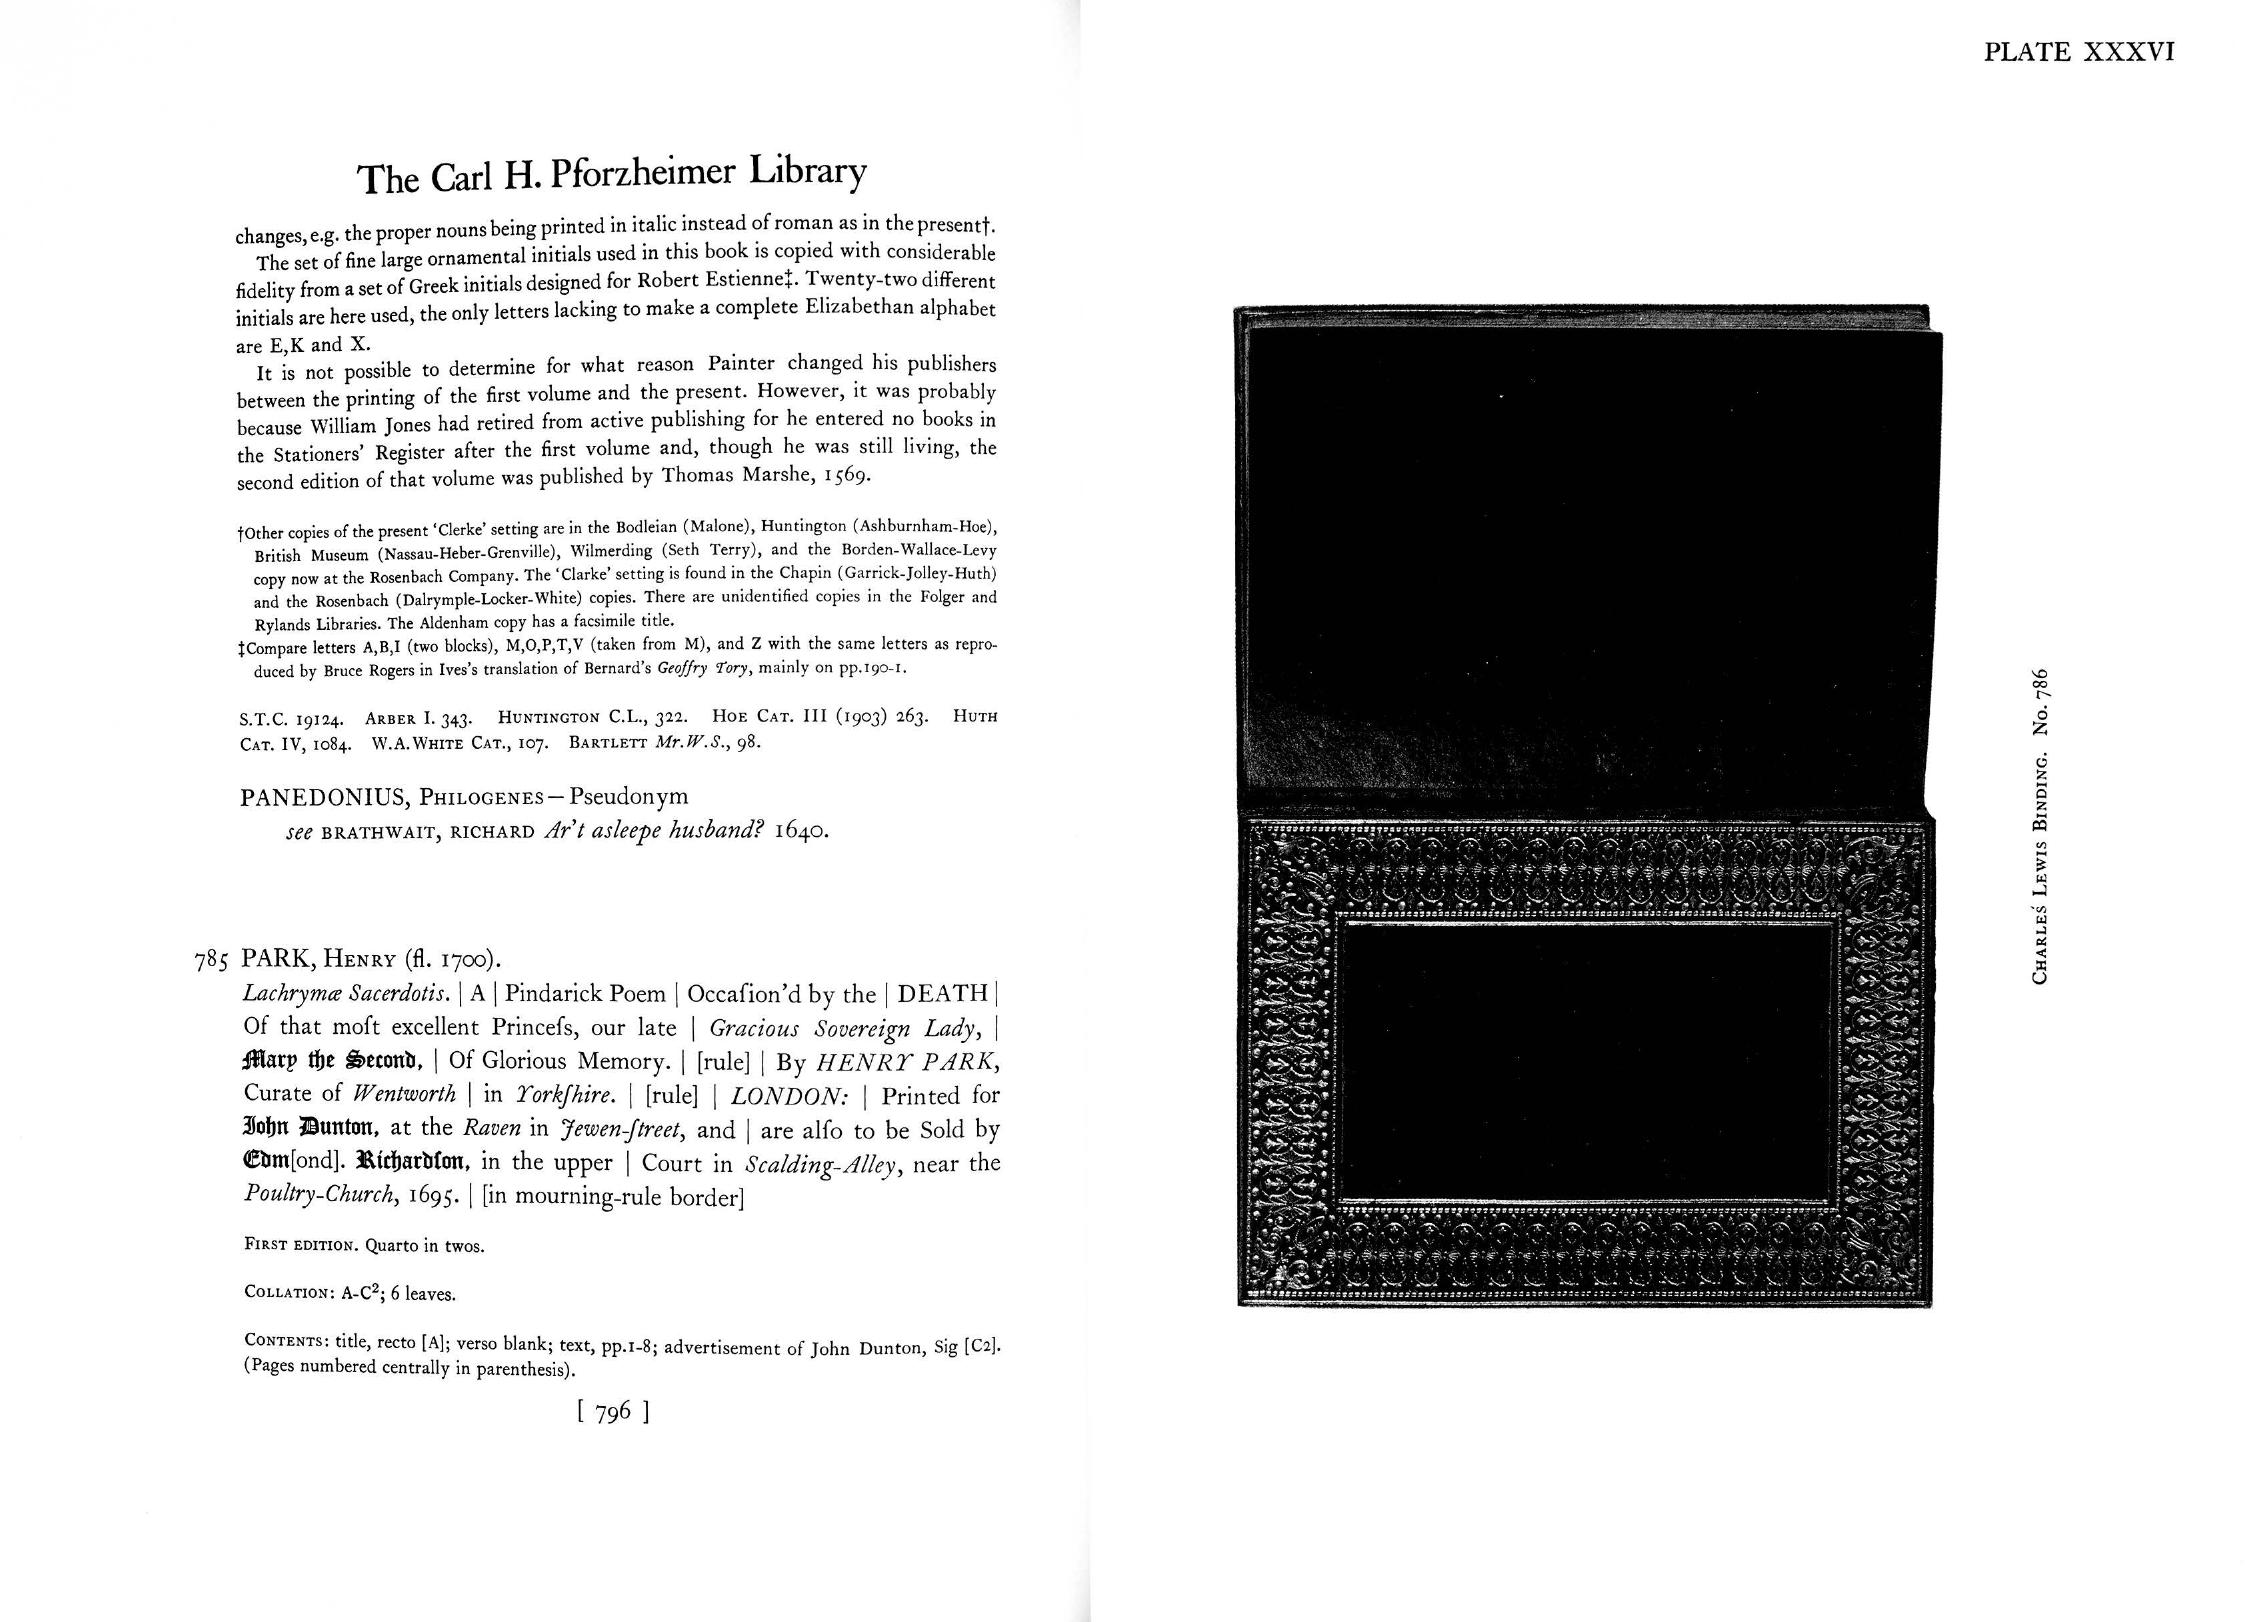 The Carl H. Pforzheimer Library
changes, e.g. the proper nouns being printed in italic instead of roman as in the present†.
The set of fine large ornamental initials used in this book is copied with considerable
fidelity from a set of Greek initials designed for Robert Estienne‡. Twenty-two different
initials are here used, the only letters lacking to make a complete Elizabethan alphabet
are E,K and X.
It is not possible to determine for what reason Painter changed his publishers
between the printing of the first volume and the present. However, it was probably
because William Jones had retired from active publishing for he entered no books in
the Stationers' Register after the first volume and, though he was still living, the
second edition of that volume was published by Thomas Marshe, 1569.
†Other copies of the present 'Clerke' setting are in the Bodleian (Malone), Huntington (Ashburnham-Hoe),
British Museum (Nassau-Heber-Grenville), Wilmerding (Seth Terry), and the Borden-Wallace-Levy
copy now at the Rosenbach Company. The 'Clarke' setting is found in the Chapin (Garrick-Jolley-Huth)
and the Rosenbach (Dalrymple-Locker-White) copies. There are unidentified copies in the Folger and
Rylands Libraries. The Aldenham copy has a facsimile title.
‡Compare letters A,B,I (two blocks), M,O,P,T,V (taken from M), and Z with the same letters as repro-
duced by Bruce Rogers in Ives's translation of Bernard's Geoffry Tory, mainly on pp.190-1.
S.T.C. 19124. ARBER I. 343. HUNTINGTON C.L., 322. HOE CAT. III (1903) 263. HUTH
CAT. IV, 1084. W.A.WHITE CAT., 107. BARTLETT Mr.W.S., 98.
PANEDONIUS, PHILOGENES—Pseudonym
see BRATHWAIT, RICHARD Ar't asleepe husband? 1640.
785 PARK, HENRY (fl. 1700).
Lachrymæ Sacerdotis. | A | Pindarick Poem | Occaſion'd by the | DEATH |
Of that moſt excellent Princeſs, our late | Gracious Sovereign Lady, |
Mary the Second, | Of Glorious Memory. | [rule] | By HENRY PARK,
Curate of Wentworth | in Yorkſhire. | [rule] | LONDON: | Printed for
John Dunton, at the Raven in Jewen-ſtreet, and | are alſo to be Sold by
Edm[ond]. Richardſon, in the upper | Court in Scalding-Alley, near the
Poultry-Church, 1695. | [in mourning-rule border]
FIRST EDITION. Quarto in twos.
COLLATION: A-C²; 6 leaves.
CONTENTS: title, recto [A]; verso blank; text, pp.1-8; advertisement of John Dunton, Sig [C2].
(Pages numbered centrally in parenthesis).
[ 796 ]
PLATE XXXVI
CHARLES LEWIS BINDING. No. 786